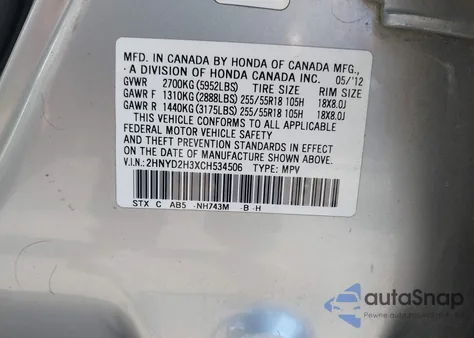 MFD. IN CANADA BY HONDA OF CANADA MFG.,
A DIVISION OF HONDA CANADA INC. 05/'12
GVWR 2700KG (5952LBS) TIRE SIZE RIM SIZE
GAWR F 1310KG (2888LBS) 255/55R18 105H 18X8.0J
GAWR R 1440KG (3175LBS) 255/55R18 105H 18X8.0J
THIS VEHICLE CONFORMS TO ALL APPLICABLE
FEDERAL MOTOR VEHICLE SAFETY
AND THEFT PREVENTION STANDARDS IN EFFECT ON
THE DATE OF MANUFACTURE SHOWN ABOVE.
V.I.N.: 2HNYD2H3XCH534506 TYPE: MPV
STX C AB5 -NH743M -B -H
autoSnap
Pewne auto